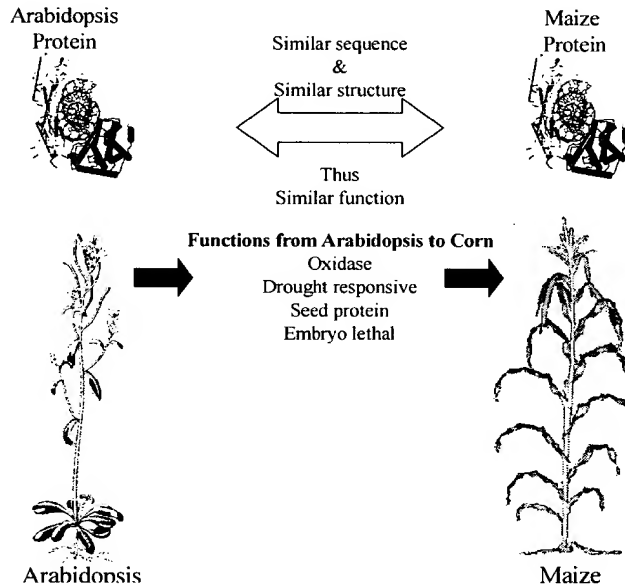 Arabidopsis
Protein
Maize
Protein
Similar sequence
&
Similar structure
Thus
Similar function
Functions from Arabidopsis to Corn
Oxidase
Drought responsive
Seed protein
Embryo lethal
Arabidopsis
Maize